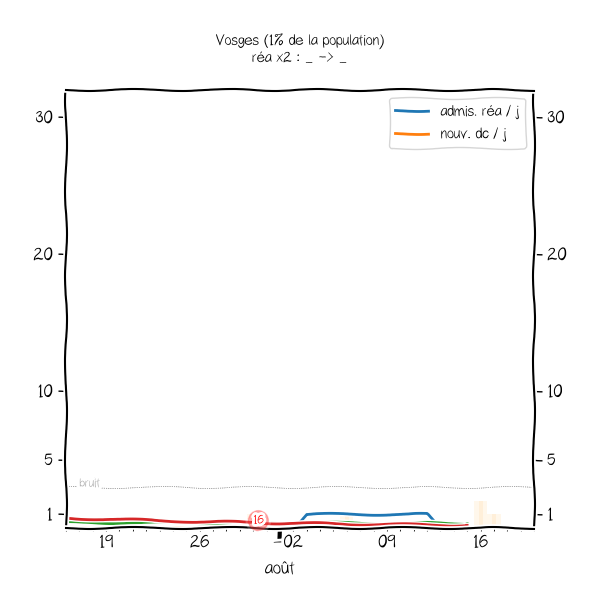 Vosges (1% de la population)
réa x2 : _ -> _
admis. réa / j
nouv. dc / j
30
30
20
20
10
10
5
5
bruit
1
16
1
19
26
02
09
16
août